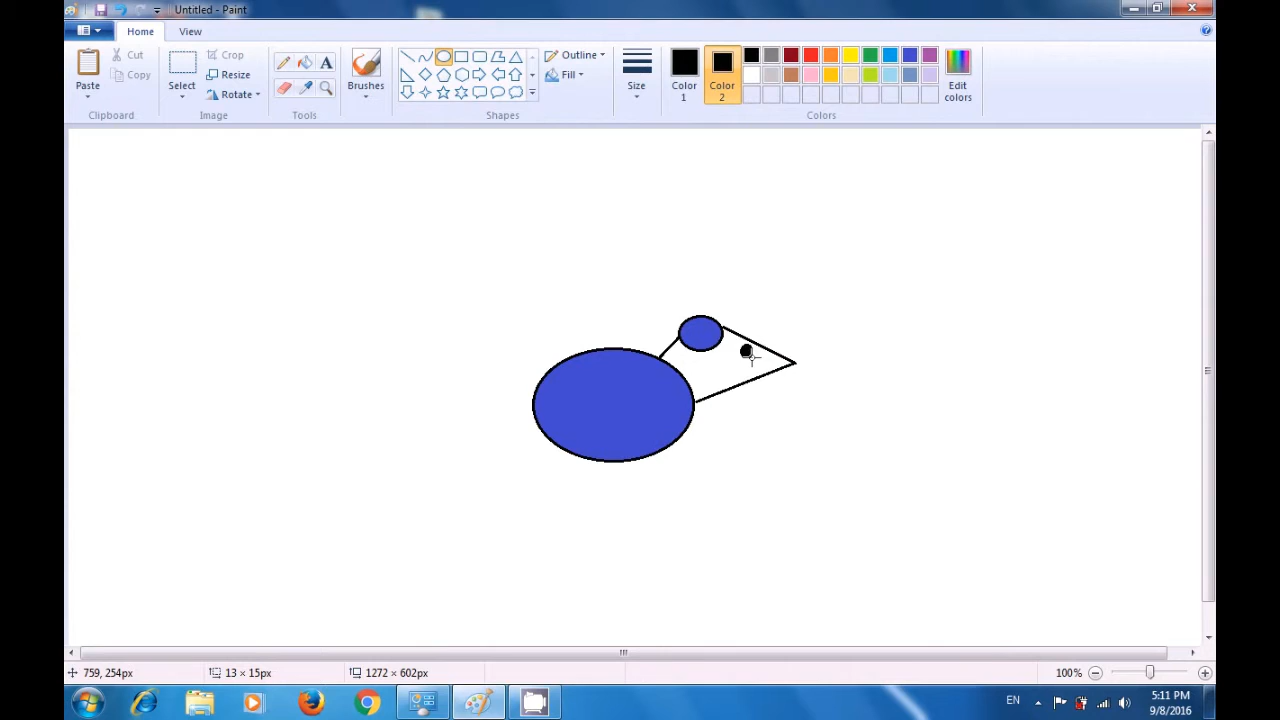 Untitled - Paint
Home View
Paste Cut Copy Clipboard
Select Crop Resize Rotate Image
A Tools
Brushes
Outline Fill Shapes
Size
Color 1 Color 2 Edit colors Colors
759, 254px 13 × 15px 1272 × 602px 100%
EN 5:11 PM
9/8/2016